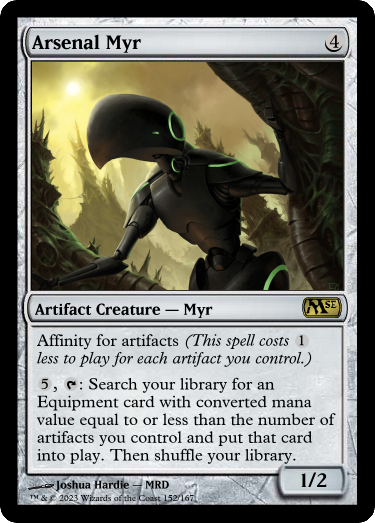 Arsenal Myr 4
Artifact Creature — Myr MSE
Affinity for artifacts (This spell costs 1
less to play for each artifact you control.)
5, T: Search your library for an
Equipment card with converted mana
value equal to or less than the number of
artifacts you control and put that card
into play. Then shuffle your library.
1/2
Joshua Hardie — MRD
™ & © 2023 Wizards of the Coast 152/167